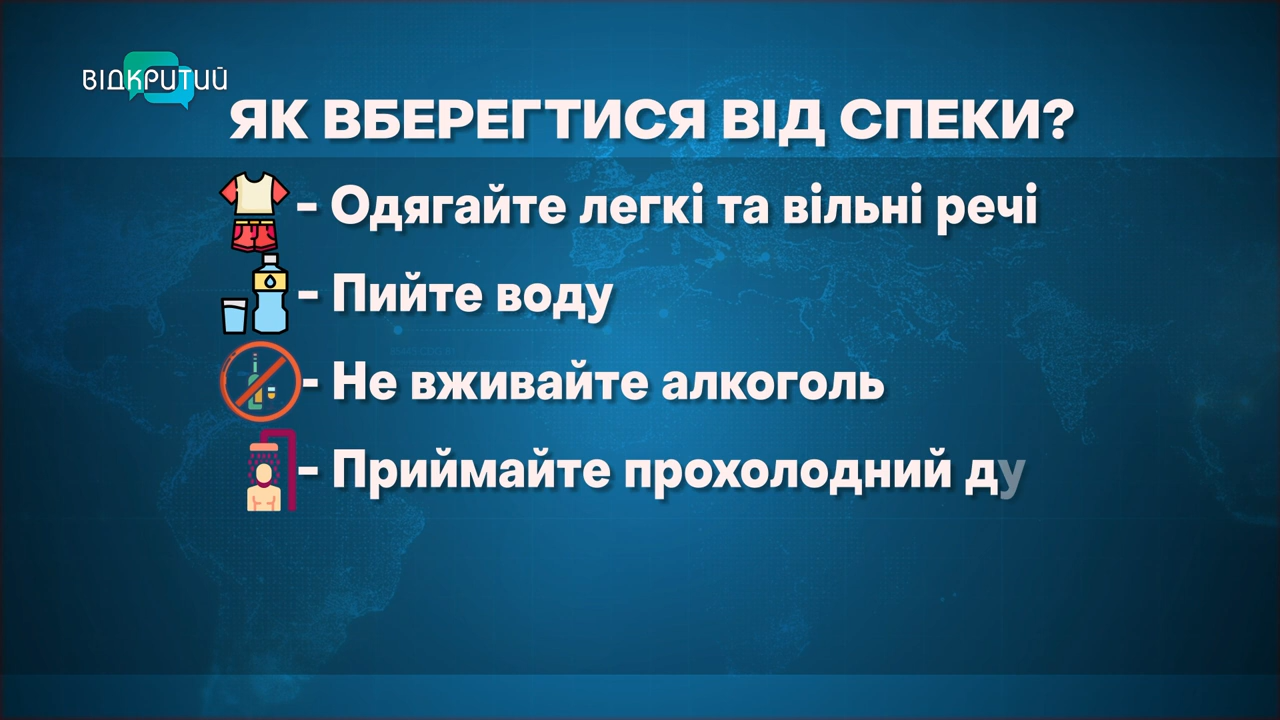 ВІДКРИТИЙ
ЯК ВБЕРЕГТИСЯ ВІД СПЕКИ?
- Одягайте легкі та вільні речі
- Пийте воду
- Не вживайте алкоголь
- Приймайте прохолодний ду